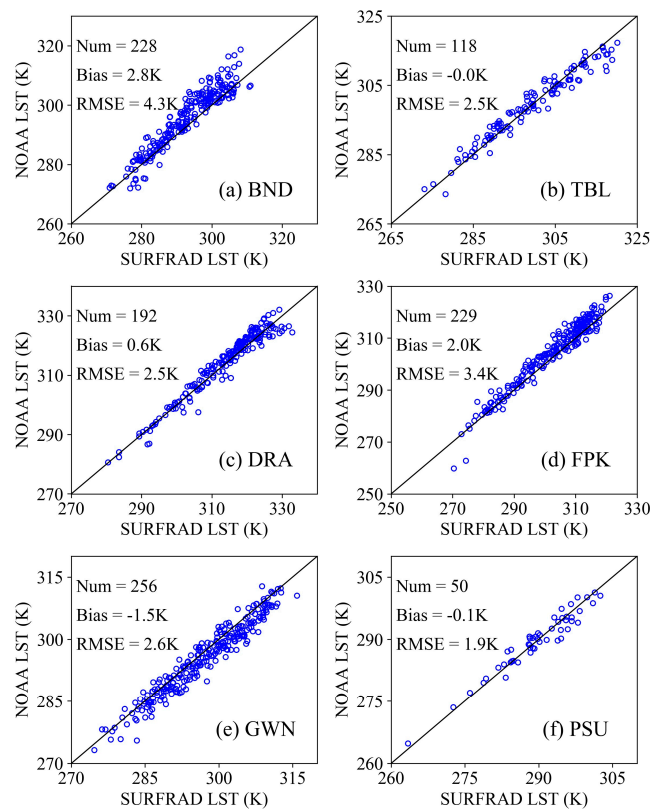 330
320
300
280
260
Num = 228
Bias = 2.8K
RMSE = 4.3K
(a) BND
NOAA LST (K)
260
280
300
320
SURFRAD LST (K)
325
305
285
265
Num = 118
Bias = -0.0K
RMSE = 2.5K
(b) TBL
NOAA LST (K)
265
285
305
325
SURFRAD LST (K)
330
310
290
270
Num = 192
Bias = 0.6K
RMSE = 2.5K
(c) DRA
NOAA LST (K)
270
280
290
300
310
320
330
SURFRAD LST (K)
330
310
290
270
250
Num = 229
Bias = 2.0K
RMSE = 3.4K
(d) FPK
NOAA LST (K)
250
270
290
310
330
SURFRAD LST (K)
315
300
285
270
Num = 256
Bias = -1.5K
RMSE = 2.6K
(e) GWN
NOAA LST (K)
270
285
300
315
SURFRAD LST (K)
305
290
275
260
Num = 50
Bias = -0.1K
RMSE = 1.9K
(f) PSU
NOAA LST (K)
260
275
290
305
SURFRAD LST (K)